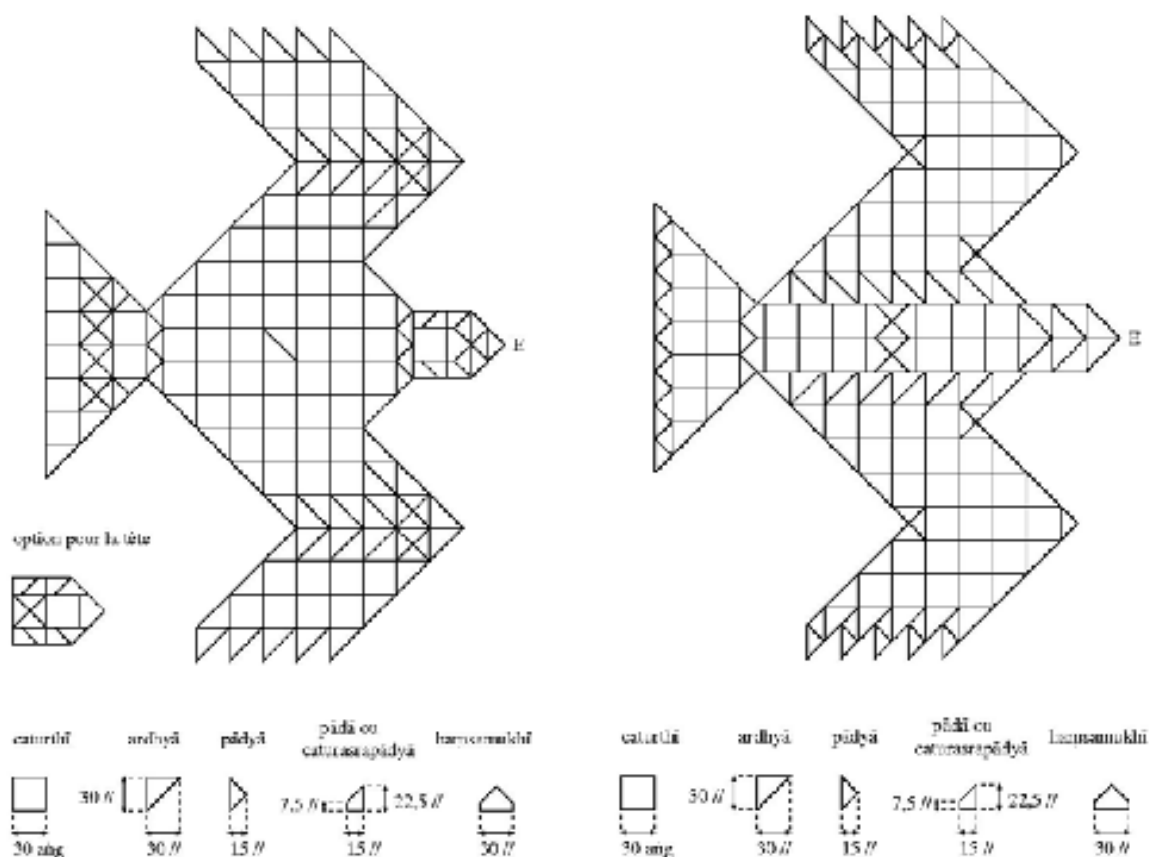 E
E
option pour la tête
caturthī ardhyā pādyā pādā ou caturasrapādyā haṃsamukhī
30 // 7,5 // 22,5 //
30 ang 30 // 15 // 15 // 30 //
caturthī ardhyā pādyā pādā ou caturasrapādyā haṃsamukhī
30 // 7,5 // 22,5 //
30 ang 30 // 15 // 15 // 30 //